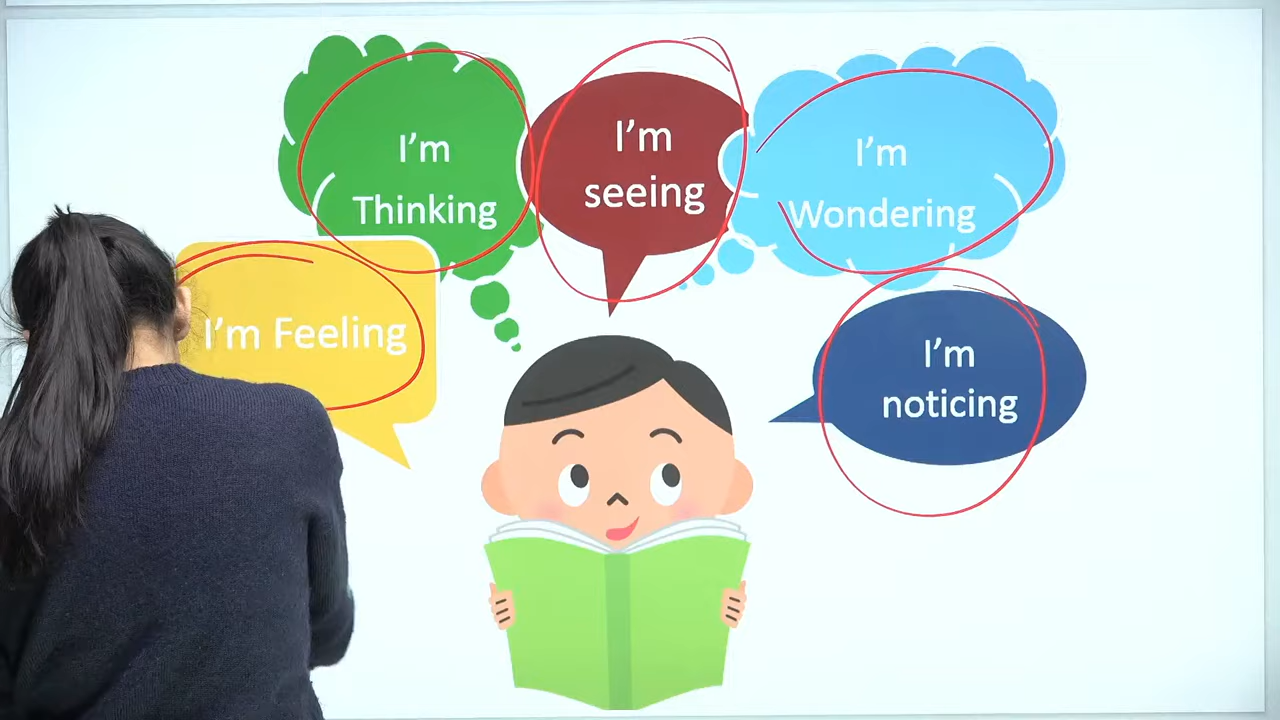 I'm
Thinking
I'm
seeing
I'm
Wondering
I'm Feeling
I'm
noticing